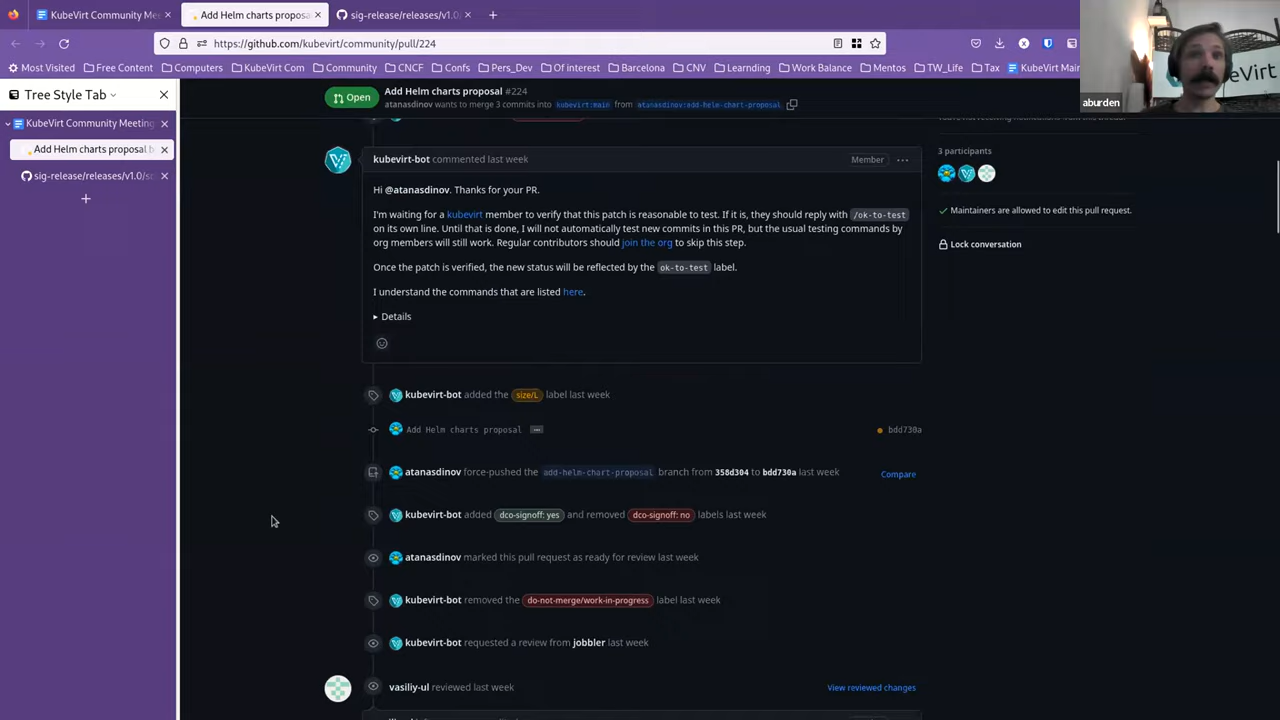 KubeVirt Community Me
Add Helm charts proposal
sig-release/releases/v1.0/
https://github.com/kubevirt/community/pull/224
Most Visited
Free Content
Computers
KubeVirt Com
Community
CNCF
Confs
Pers_Dev
Of interest
Barcelona
CNV
Learnding
Work Balance
Mentos
TW_Life
Tax
KubeVirt Main
eVirt
aburden
Tree Style Tab
KubeVirt Community Meeting
Add Helm charts proposal b
sig-release/releases/v1.0/s
Open
Add Helm charts proposal #224
atanasdinov wants to merge 3 commits into kubevirt:main from atanasdinov:add-helm-chart-proposal
kubevirt-bot commented last week
Member
Hi @atanasdinov. Thanks for your PR.
I'm waiting for a kubevirt member to verify that this patch is reasonable to test. If it is, they should reply with /ok-to-test
on its own line. Until that is done, I will not automatically test new commits in this PR, but the usual testing commands by
org members will still work. Regular contributors should join the org to skip this step.
Once the patch is verified, the new status will be reflected by the ok-to-test label.
I understand the commands that are listed here.
Details
kubevirt-bot added the size/L label last week
Add Helm charts proposal
bdd730a
atanasdinov force-pushed the add-helm-chart-proposal branch from 358d304 to bdd730a last week
Compare
kubevirt-bot added dco-signoff: yes and removed dco-signoff: no labels last week
atanasdinov marked this pull request as ready for review last week
kubevirt-bot removed the do-not-merge/work-in-progress label last week
kubevirt-bot requested a review from jobbler last week
vasiliy-ul reviewed last week
View reviewed changes
3 participants
Maintainers are allowed to edit this pull request.
Lock conversation